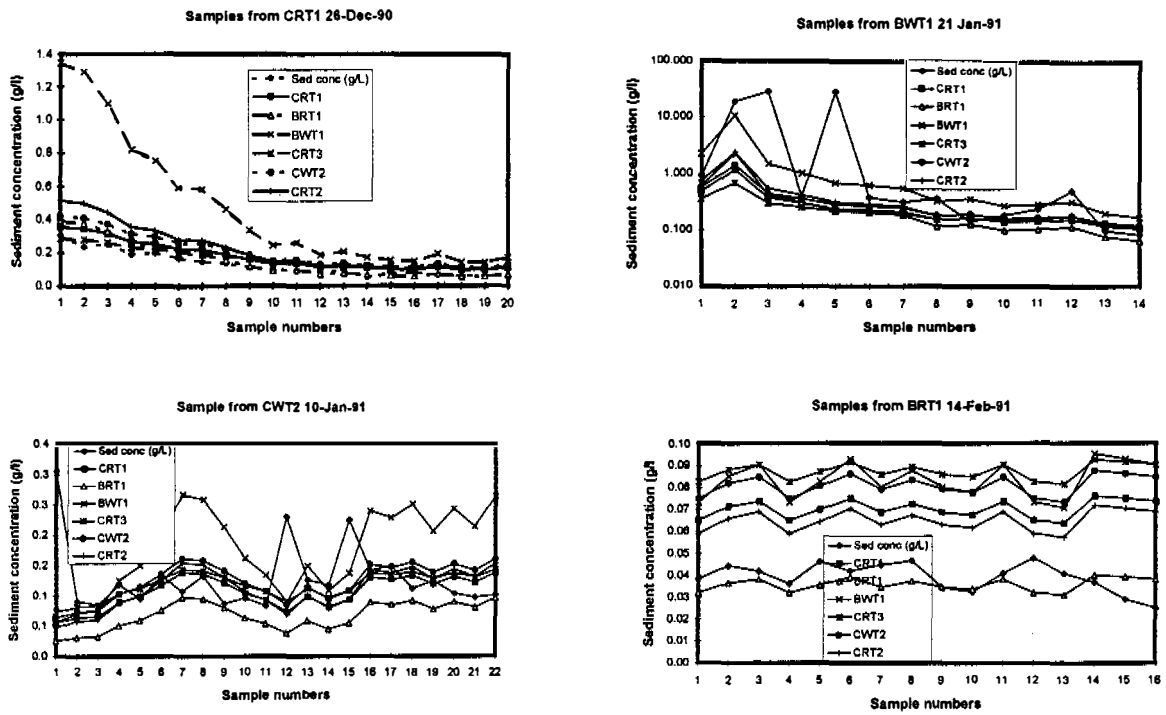 Samples from CRT1 26-Dec-90
Sediment concentration (g/l)
1.4
1.2
1.0
0.8
0.6
0.4
0.2
0.0
Sed conc (g/L)
CRT1
BRT1
BWT1
CRT3
CWT2
CRT2
1 2 3 4 5 6 7 8 9 10 11 12 13 14 15 16 17 18 19 20
Sample numbers
Samples from BWT1 21 Jan-91
Sediment concentration (g/l)
100.000
10.000
1.000
0.100
0.010
Sed conc (g/L)
CRT1
BRT1
BWT1
CRT3
CWT2
CRT2
1 2 3 4 5 6 7 8 9 10 11 12 13 14
Sample numbers
Sample from CWT2 10-Jan-91
Sediment concentration (g/l)
0.4
0.3
0.3
0.2
0.2
0.1
0.1
0.0
Sed conc (g/L)
CRT1
BRT1
BWT1
CRT3
CWT2
CRT2
1 2 3 4 5 6 7 8 9 10 11 12 13 14 15 16 17 18 19 20 21 22
Sample numbers
Samples from BRT1 14-Feb-91
Sediment concentration (g/l
0.10
0.09
0.08
0.07
0.06
0.05
0.04
0.03
0.02
0.01
0.00
Sed conc (g/L)
CRT1
BRT1
BWT1
CRT3
CWT2
CRT2
1 2 3 4 5 6 7 8 9 10 11 12 13 14 15 16
Sample numbers